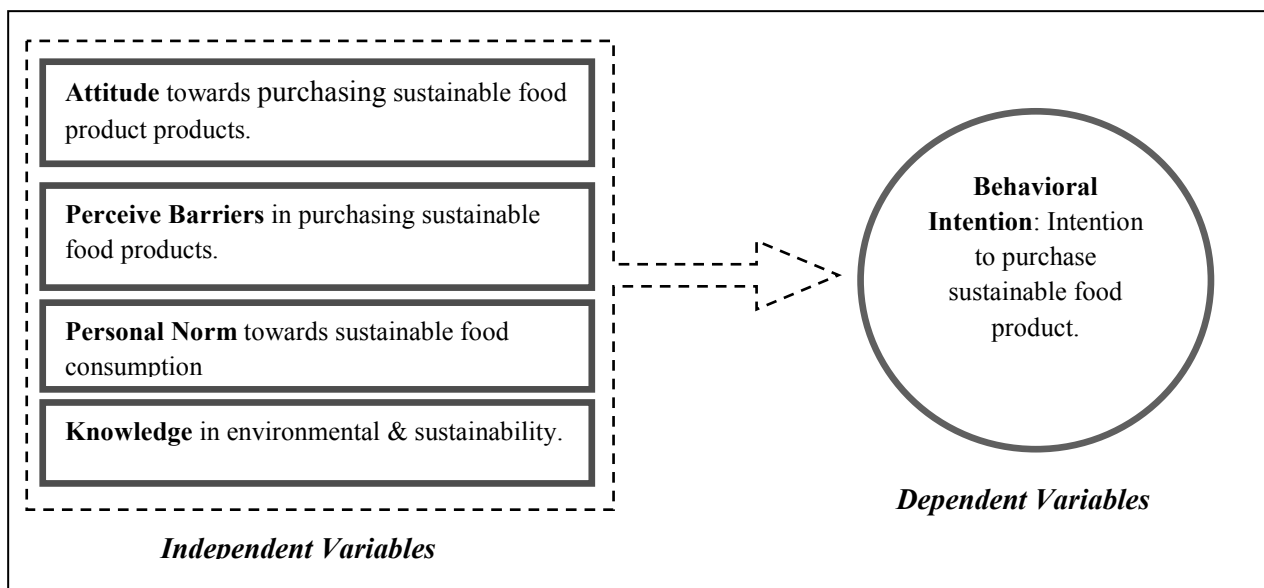 Attitude towards purchasing sustainable food
product products.
Perceive Barriers in purchasing sustainable
food products.
Personal Norm towards sustainable food
consumption
Knowledge in environmental & sustainability.
Independent Variables
Behavioral
Intention: Intention
to purchase
sustainable food
product.
Dependent Variables